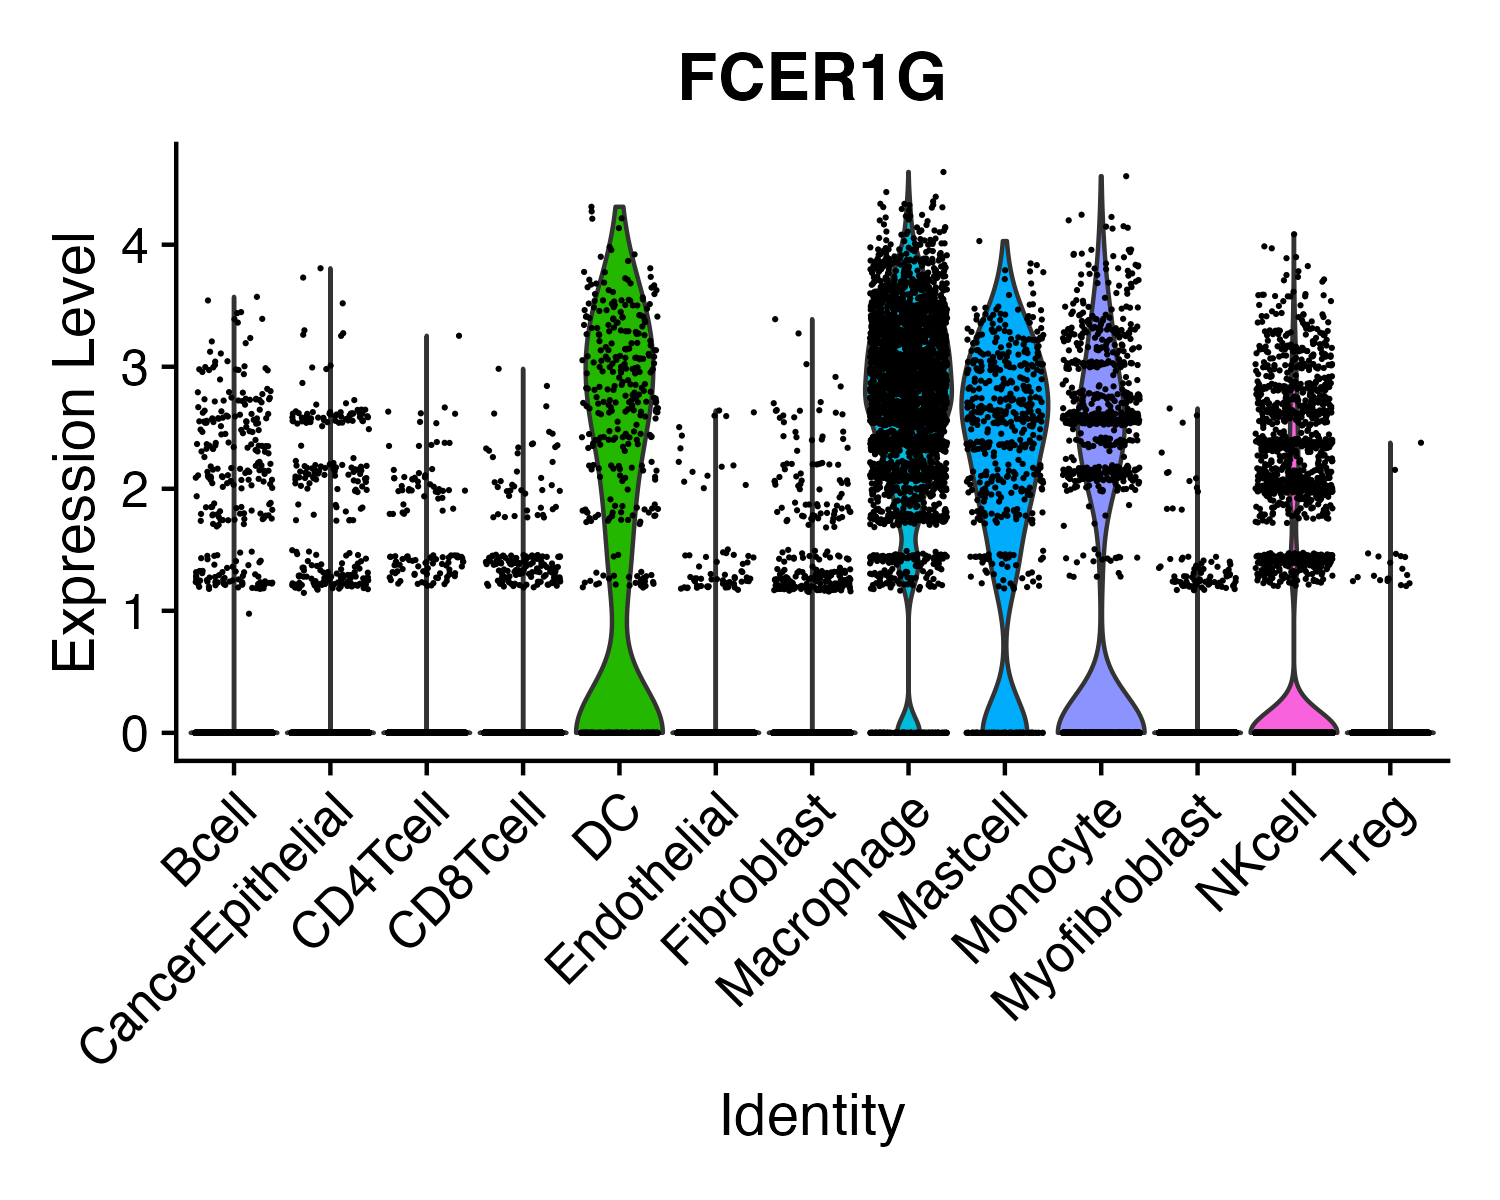 FCER1G
Expression Level
4
3
2
1
0
Bcell
CancerEpithelial
CD4Tcell
CD8Tcell
DC
Endothelial
Fibroblast
Macrophage
Mastcell
Monocyte
Myofibroblast
NKcell
Treg
Identity